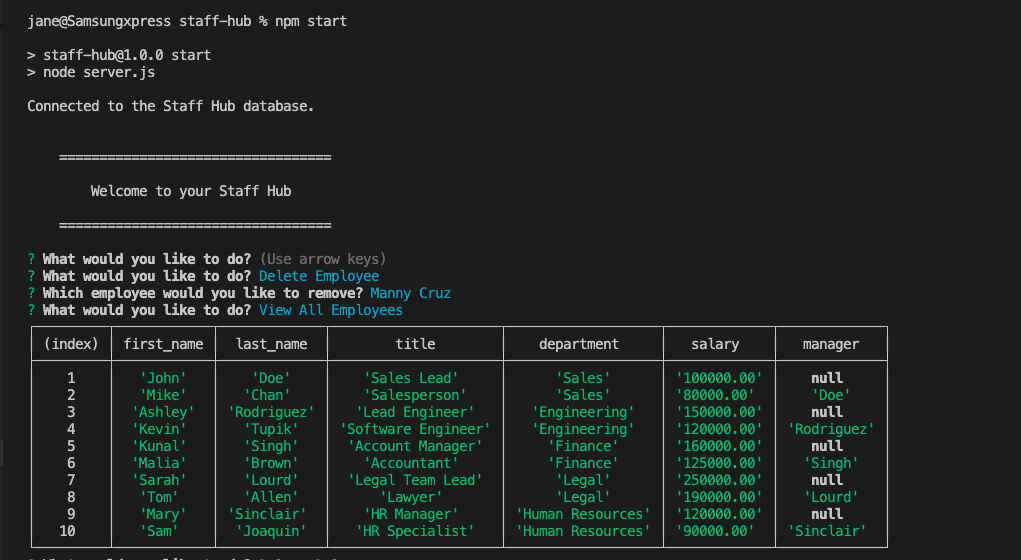 jane@Samsungxpress staff-hub % npm start
> staff-hub@1.0.0 start
> node server.js
Connected to the Staff Hub database.
==================================
Welcome to your Staff Hub
==================================
? What would you like to do? (Use arrow keys)
? What would you like to do? Delete Employee
? Which employee would you like to remove? Manny Cruz
? What would you like to do? View All Employees
(index) first_name last_name title department salary manager
1 'John' 'Doe' 'Sales Lead' 'Sales' '100000.00' null
2 'Mike' 'Chan' 'Salesperson' 'Sales' '80000.00' 'Doe'
3 'Ashley' 'Rodriguez' 'Lead Engineer' 'Engineering' '150000.00' null
4 'Kevin' 'Tupik' 'Software Engineer' 'Engineering' '120000.00' 'Rodriguez'
5 'Kunal' 'Singh' 'Account Manager' 'Finance' '160000.00' null
6 'Malia' 'Brown' 'Accountant' 'Finance' '125000.00' 'Singh'
7 'Sarah' 'Lourd' 'Legal Team Lead' 'Legal' '250000.00' null
8 'Tom' 'Allen' 'Lawyer' 'Legal' '190000.00' 'Lourd'
9 'Mary' 'Sinclair' 'HR Manager' 'Human Resources' '120000.00' null
10 'Sam' 'Joaquin' 'HR Specialist' 'Human Resources' '90000.00' 'Sinclair'